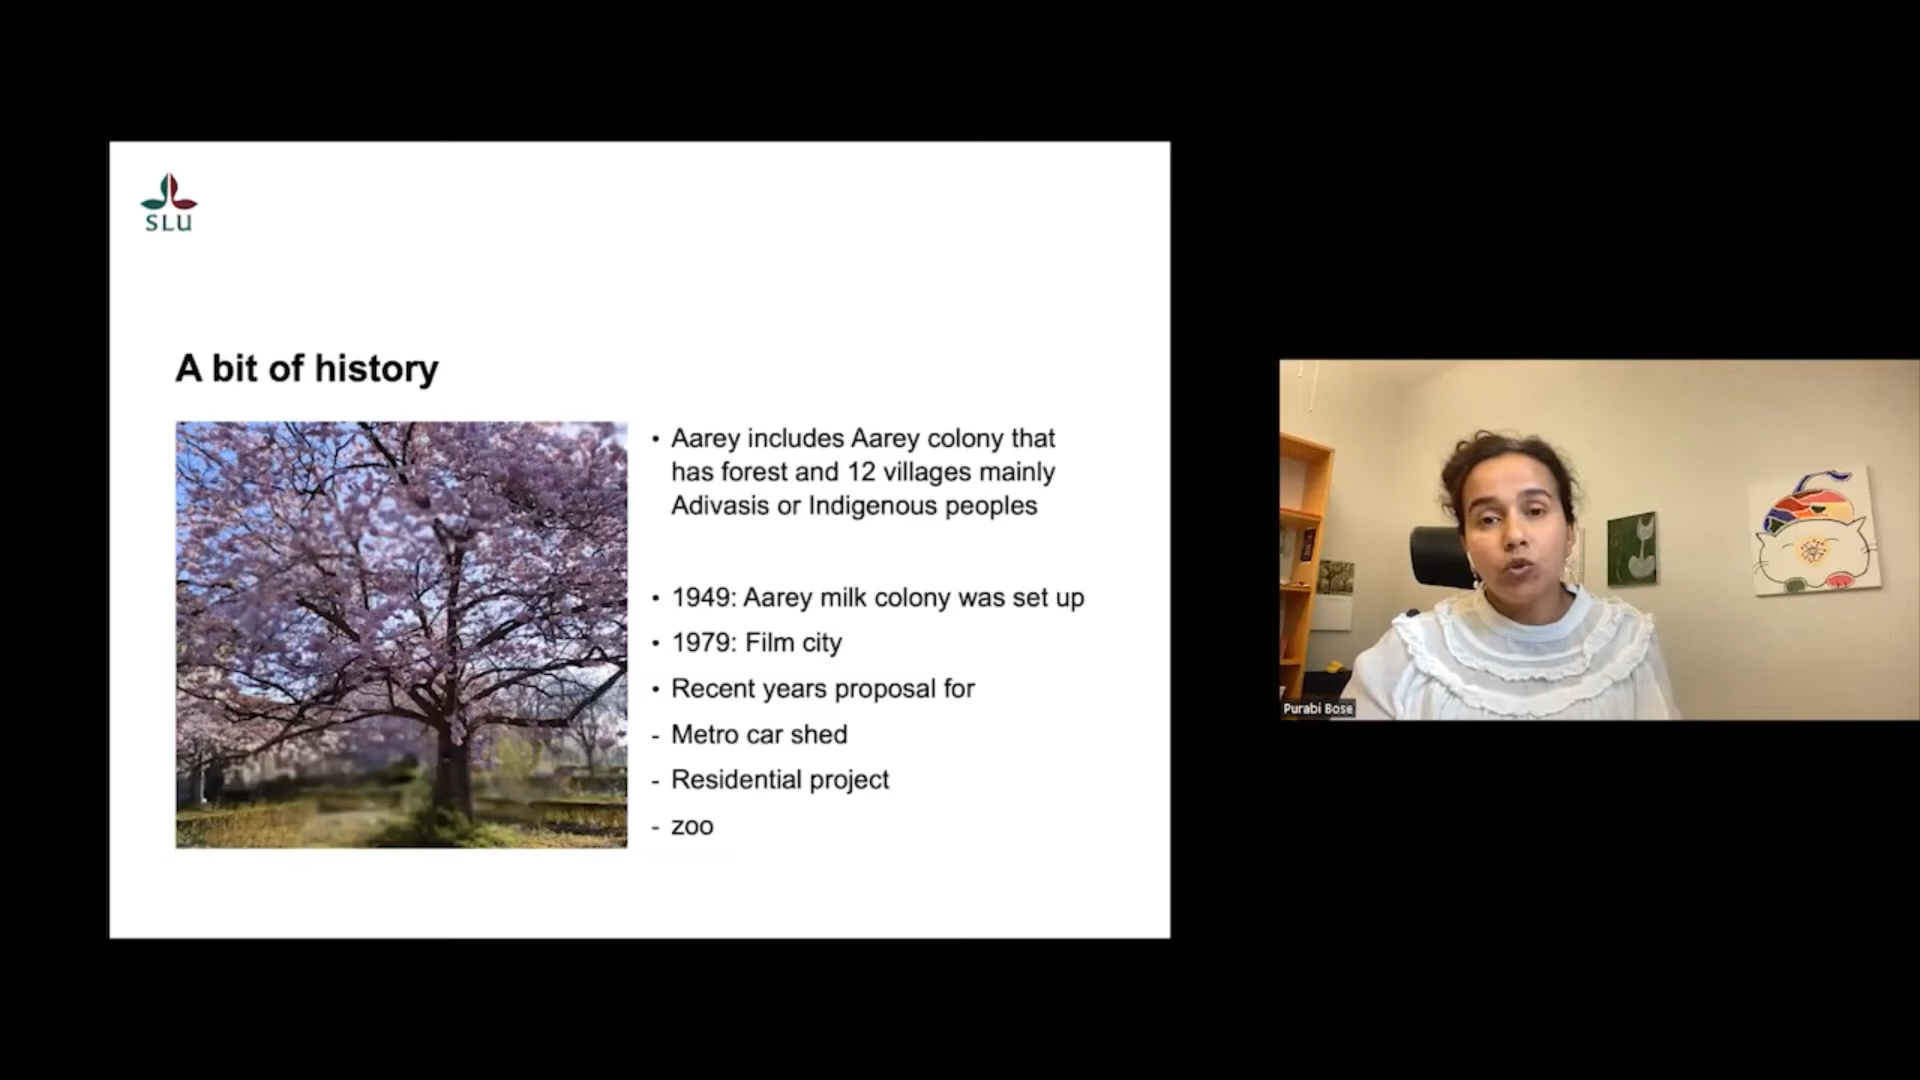 SLU
A bit of history
• Aarey includes Aarey colony that
has forest and 12 villages mainly
Adivasis or Indigenous peoples
• 1949: Aarey milk colony was set up
• 1979: Film city
• Recent years proposal for
- Metro car shed
- Residential project
- zoo
Purabi Bose